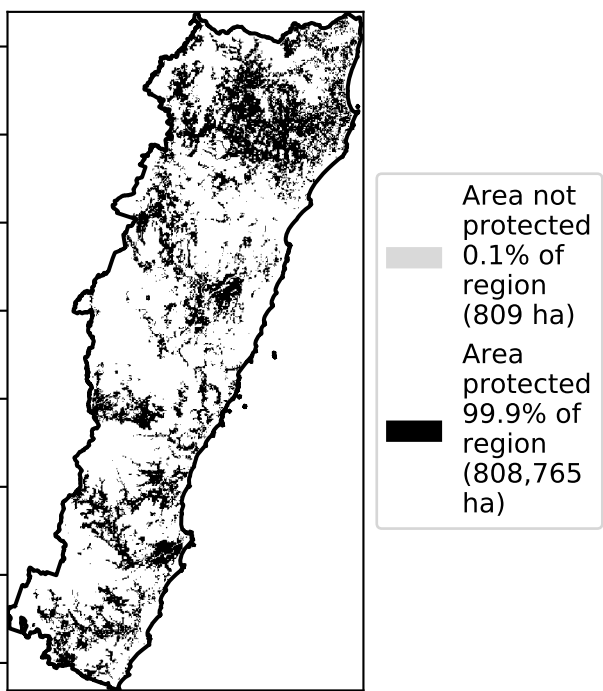 Area not
protected
0.1% of
region
(809 ha)
Area
protected
99.9% of
region
(808,765
ha)